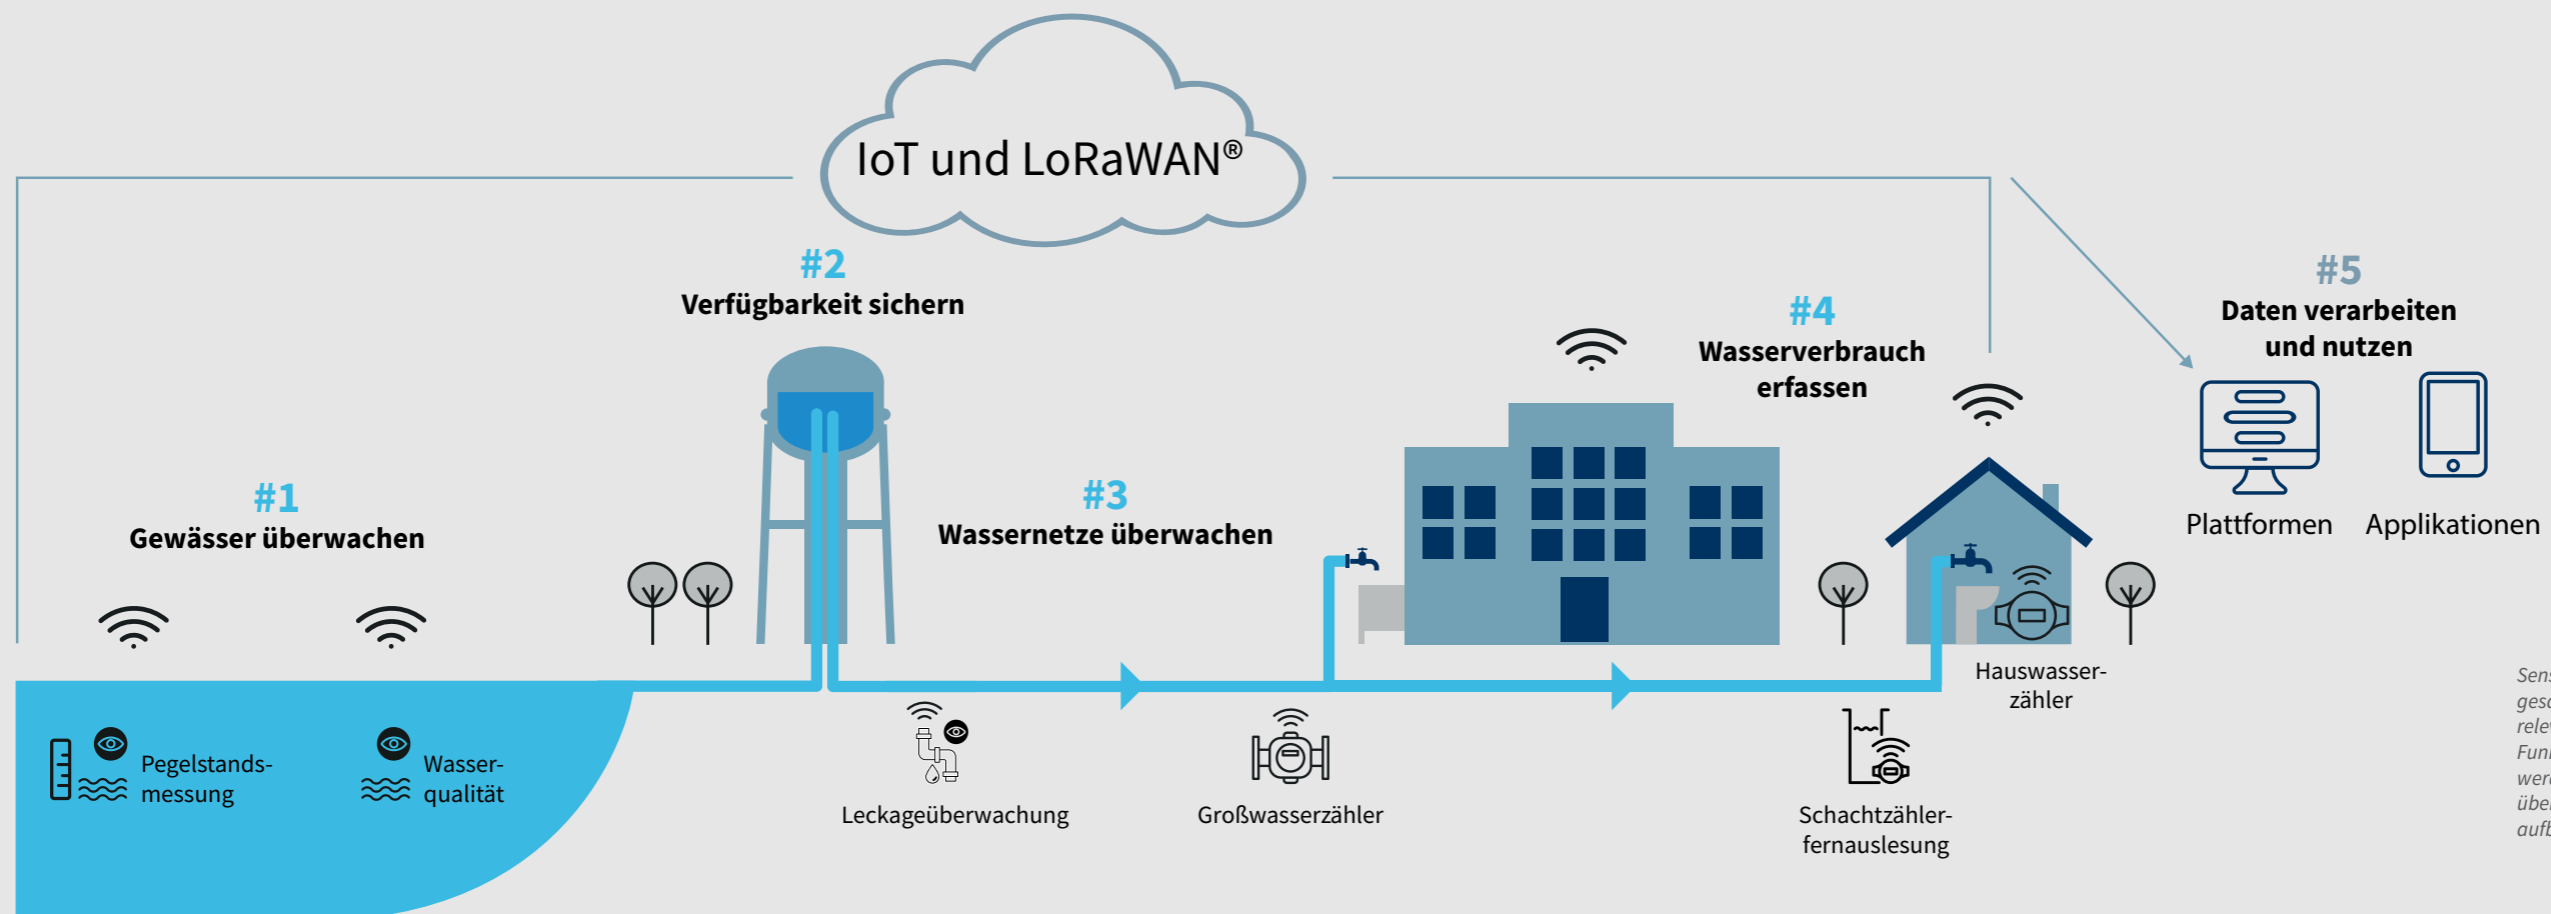 IoT und LoRaWAN®
#1
Gewässer überwachen
#2
Verfügbarkeit sichern
#3
Wassernetze überwachen
#4
Wasserverbrauch
erfassen
#5
Daten verarbeiten
und nutzen
Plattformen
Applikationen
Pegelstands-
messung
Wasser-
qualität
Leckageüberwachung
Großwasserzähler
Schachtzähler-
fernauslesung
Hauswasser-
zähler